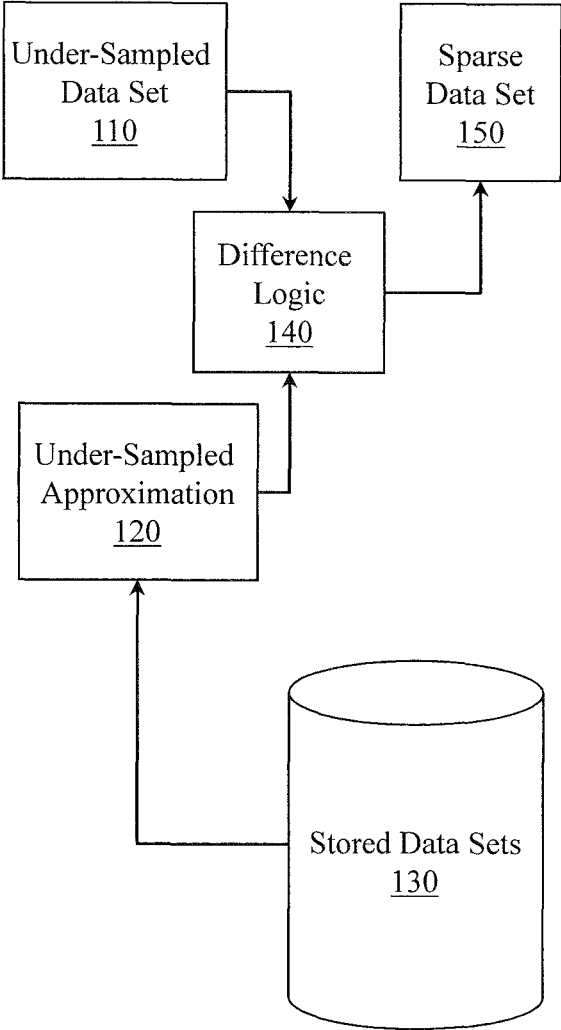 Under-Sampled
Data Set
110
Sparse
Data Set
150
Difference
Logic
140
Under-Sampled
Approximation
120
Stored Data Sets
130